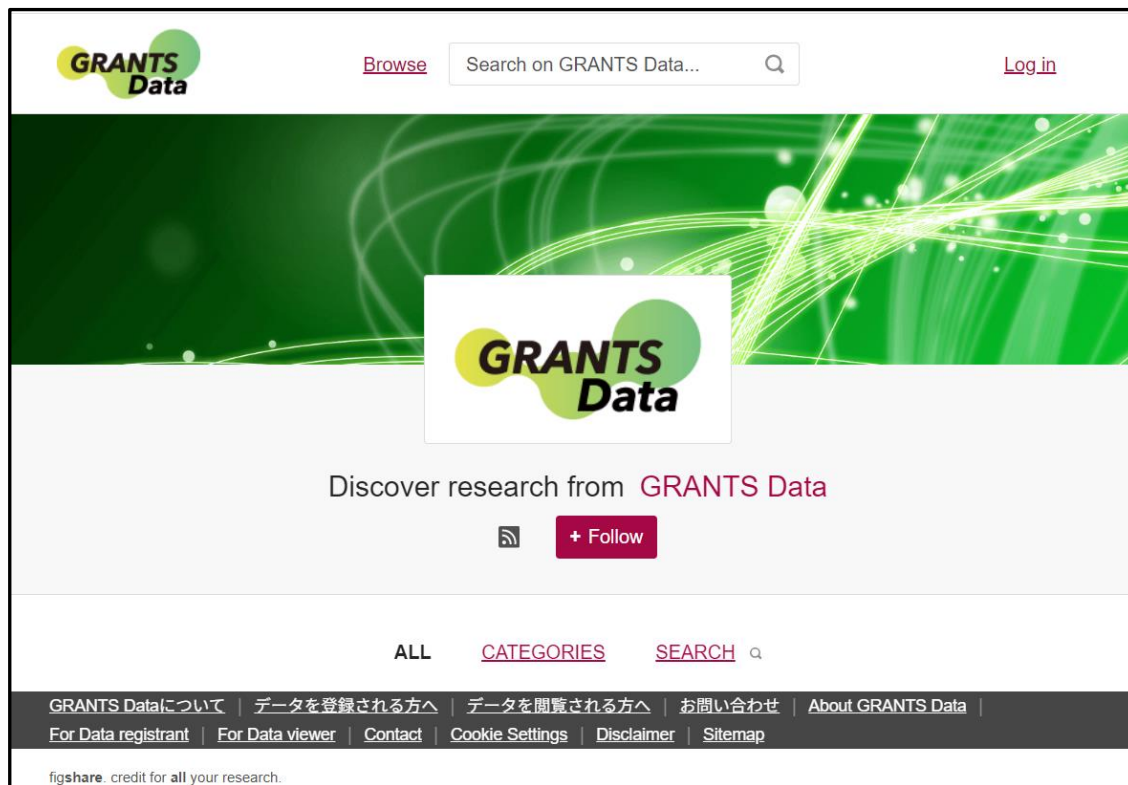 GRANTS
Data
Browse
Search on GRANTS Data...
Log in
GRANTS
Data
Discover research from GRANTS Data
+ Follow
ALL CATEGORIES SEARCH
GRANTS Dataについて | データを登録される方へ | データを閲覧される方へ | お問い合わせ | About GRANTS Data |
For Data registrant | For Data viewer | Contact | Cookie Settings | Disclaimer | Sitemap
figshare. credit for all your research.